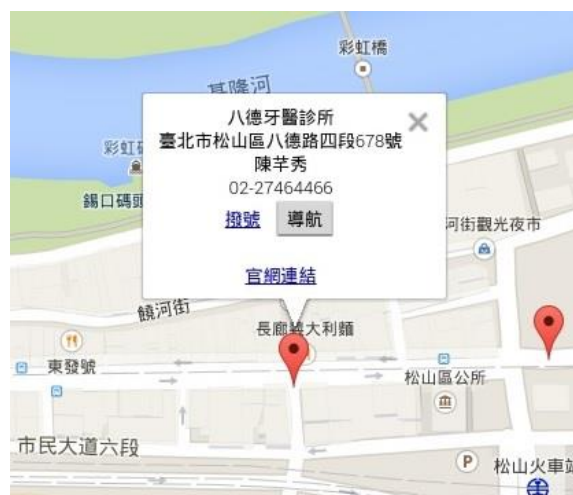 彩虹橋
基隆河
八德牙醫診所
臺北市松山區八德路四段678號
陳芊秀
02-27464466
撥號
導航
官網連結
彩虹
錫口碼頭
河街觀光夜市
饒河街
長廊義大利麵
東發號
松山區公所
市民大道六段
P
松山火車站